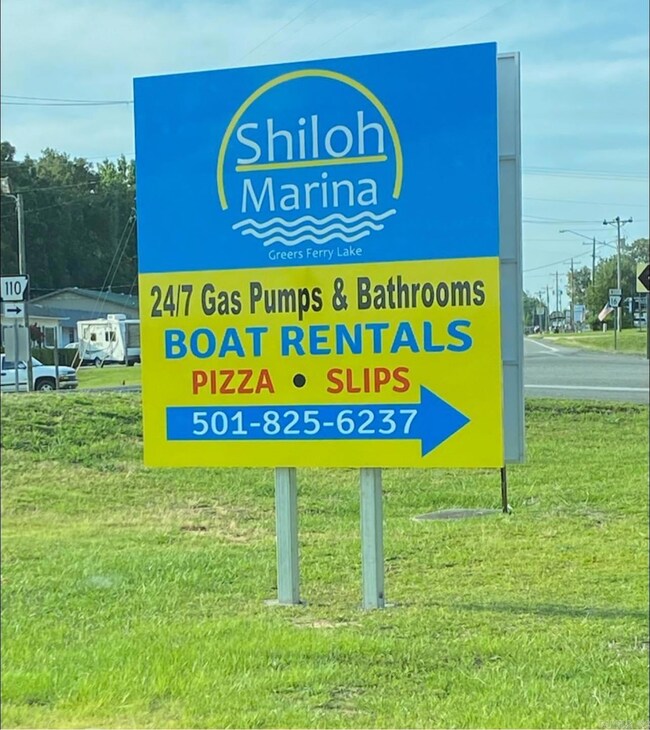 Shiloh
Marina
Greers Ferry Lake
24/7 Gas Pumps & Bathrooms
BOAT RENTALS
PIZZA • SLIPS
501-825-6237
110